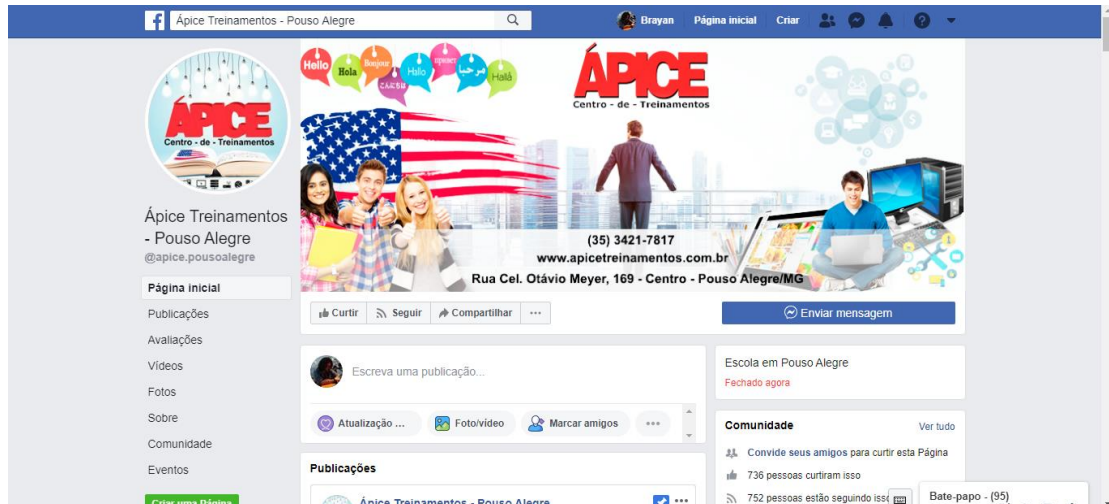 Ápice Treinamentos - Pouso Alegre
Brayan
Página inicial
Criar
ÁPICE
Centro - de - Treinamentos
Ápice Treinamentos
- Pouso Alegre
@apice.pousoalegre
Página inicial
Publicações
Avaliações
Vídeos
Fotos
Sobre
Comunidade
Eventos
Criar uma Página
Hello
Hola
Bonjour
Hallo
مرحبا
Halā
ÁPICE
Centro - de - Treinamentos
(35) 3421-7817
www.apicetreinamentos.com.br
Rua Cel. Otávio Meyer, 169 - Centro - Pouso Alegre/MG
Curtir
Seguir
Compartilhar
Enviar mensagem
Escreva uma publicação...
Atualização ...
Foto/vídeo
Marcar amigos
Publicações
Ápice Treinamentos - Pouso Alegre
Escola em Pouso Alegre
Fechado agora
Comunidade
Ver tudo
Convide seus amigos para curtir esta Página
736 pessoas curtiram isso
752 pessoas estão seguindo isso
Bate-papo - (95)